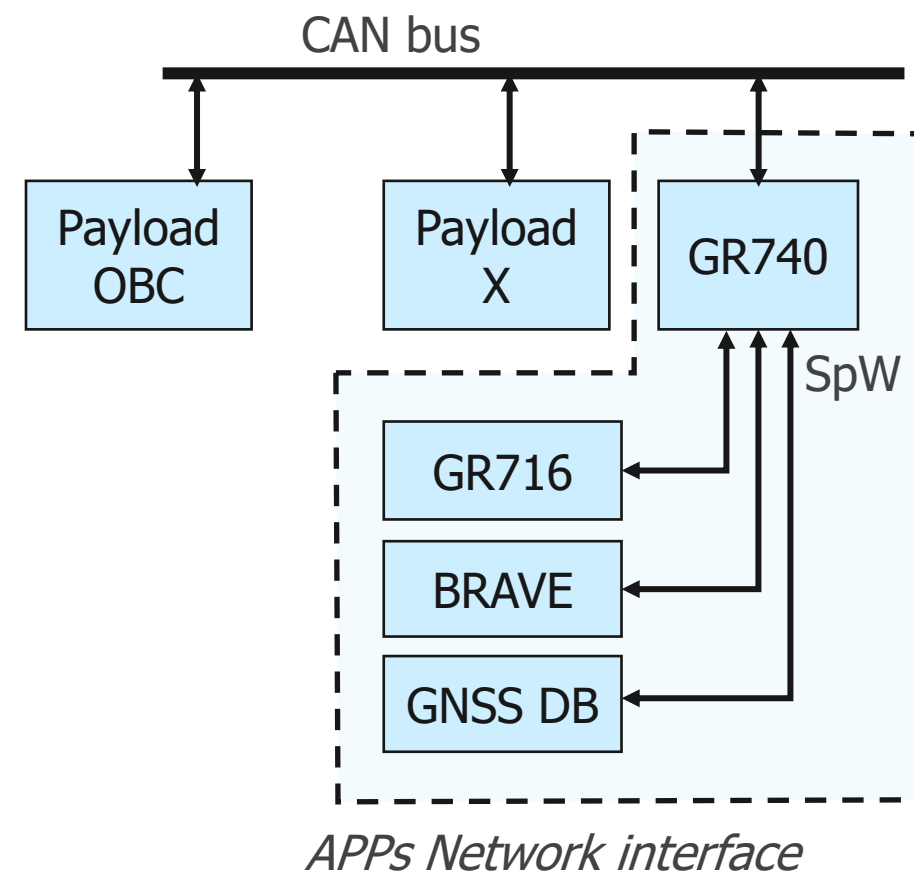 CAN bus
Payload
OBC
Payload
X
GR740
SpW
GR716
BRAVE
GNSS DB
APPs Network interface